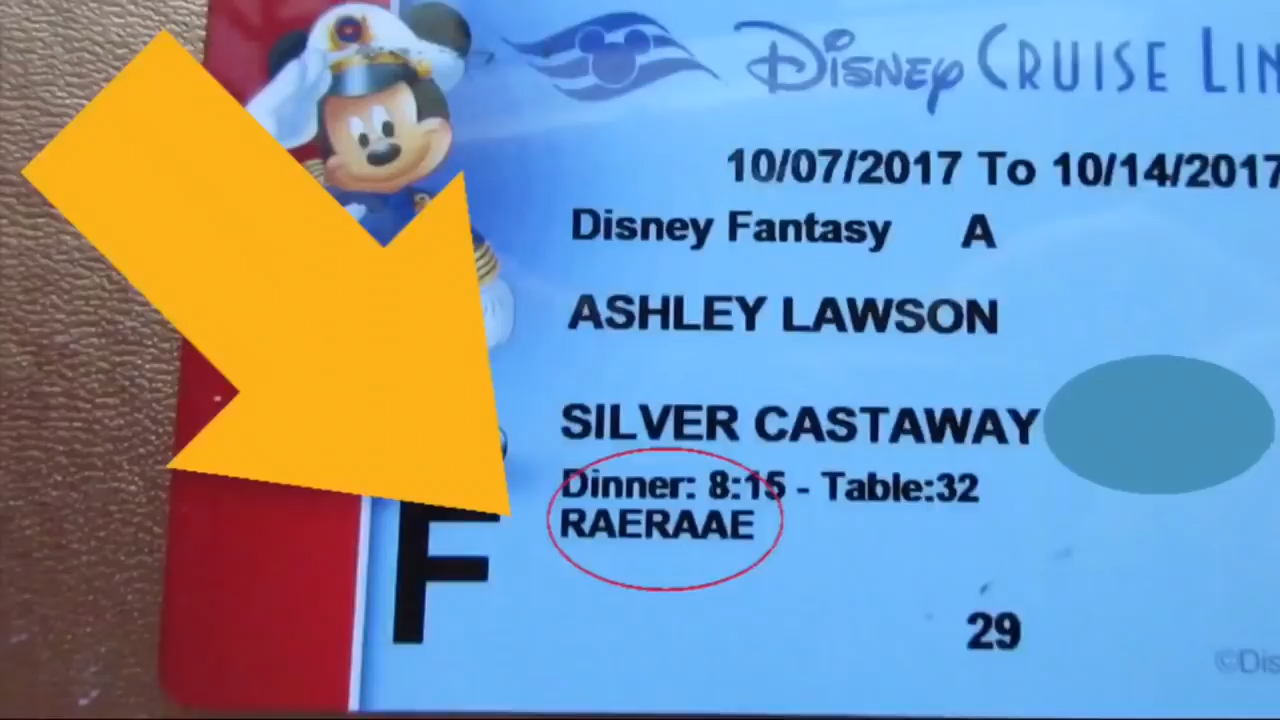 Disney CRUISE LIN
10/07/2017 To 10/14/2017
Disney Fantasy A
ASHLEY LAWSON
SILVER CASTAWAY
Dinner: 8:15 - Table:32
RAERAAE
F
29
©Dis